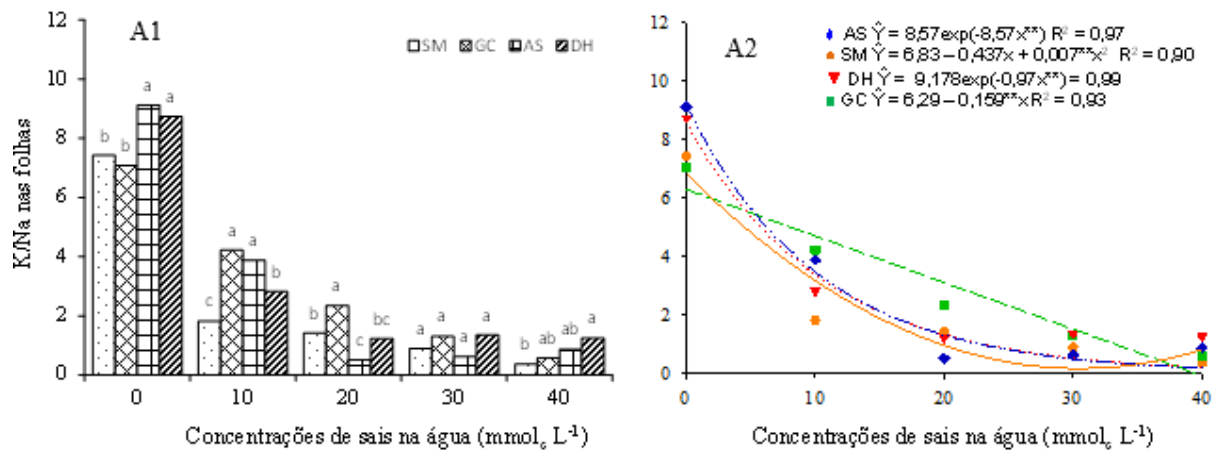 A1
SM GC AS DH
12
10
8
6
4
2
0
K/Na nas folhas
b b a a
c a a b
b a c bc
a a a a
b ab ab a
0 10 20 30 40
Concentrações de sais na água (mmolc L-1)
A2
AS Ŷ = 8,57exp(-8,57x**) R² = 0,97
SM Ŷ = 6,83 – 0,437x + 0,007**x² R² = 0,90
DH Ŷ = 9,178exp(-0,97x**) = 0,99
GC Ŷ = 6,29 – 0,159**x R² = 0,93
12
10
8
6
4
2
0
0 10 20 30 40
Concentrações de sais na água (mmolc L-1)